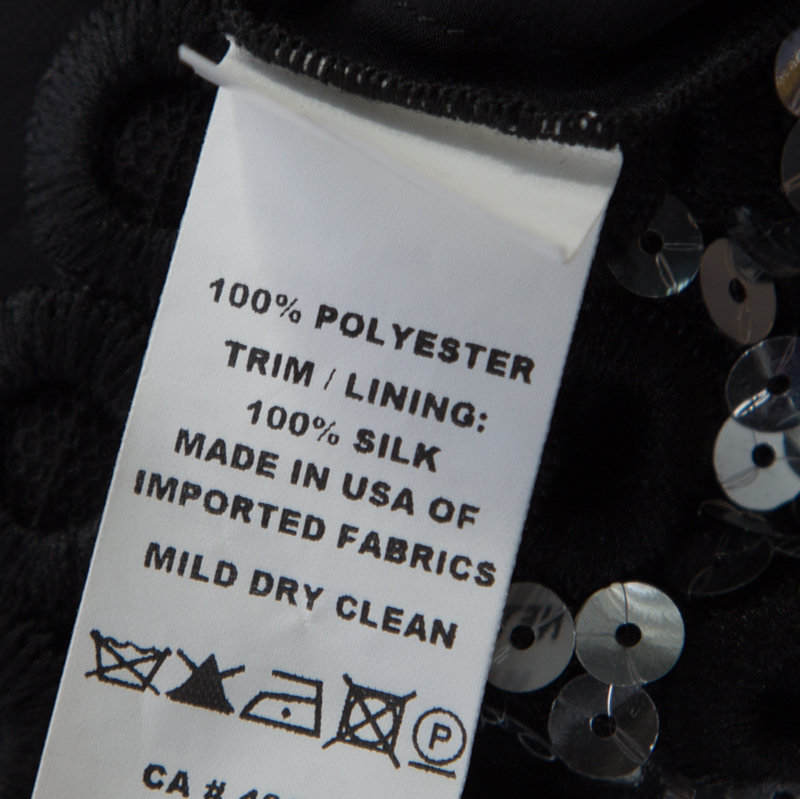 100% POLYESTER
TRIM / LINING:
100% SILK
MADE IN USA OF
IMPORTED FABRICS
MILD DRY CLEAN
P
CA #